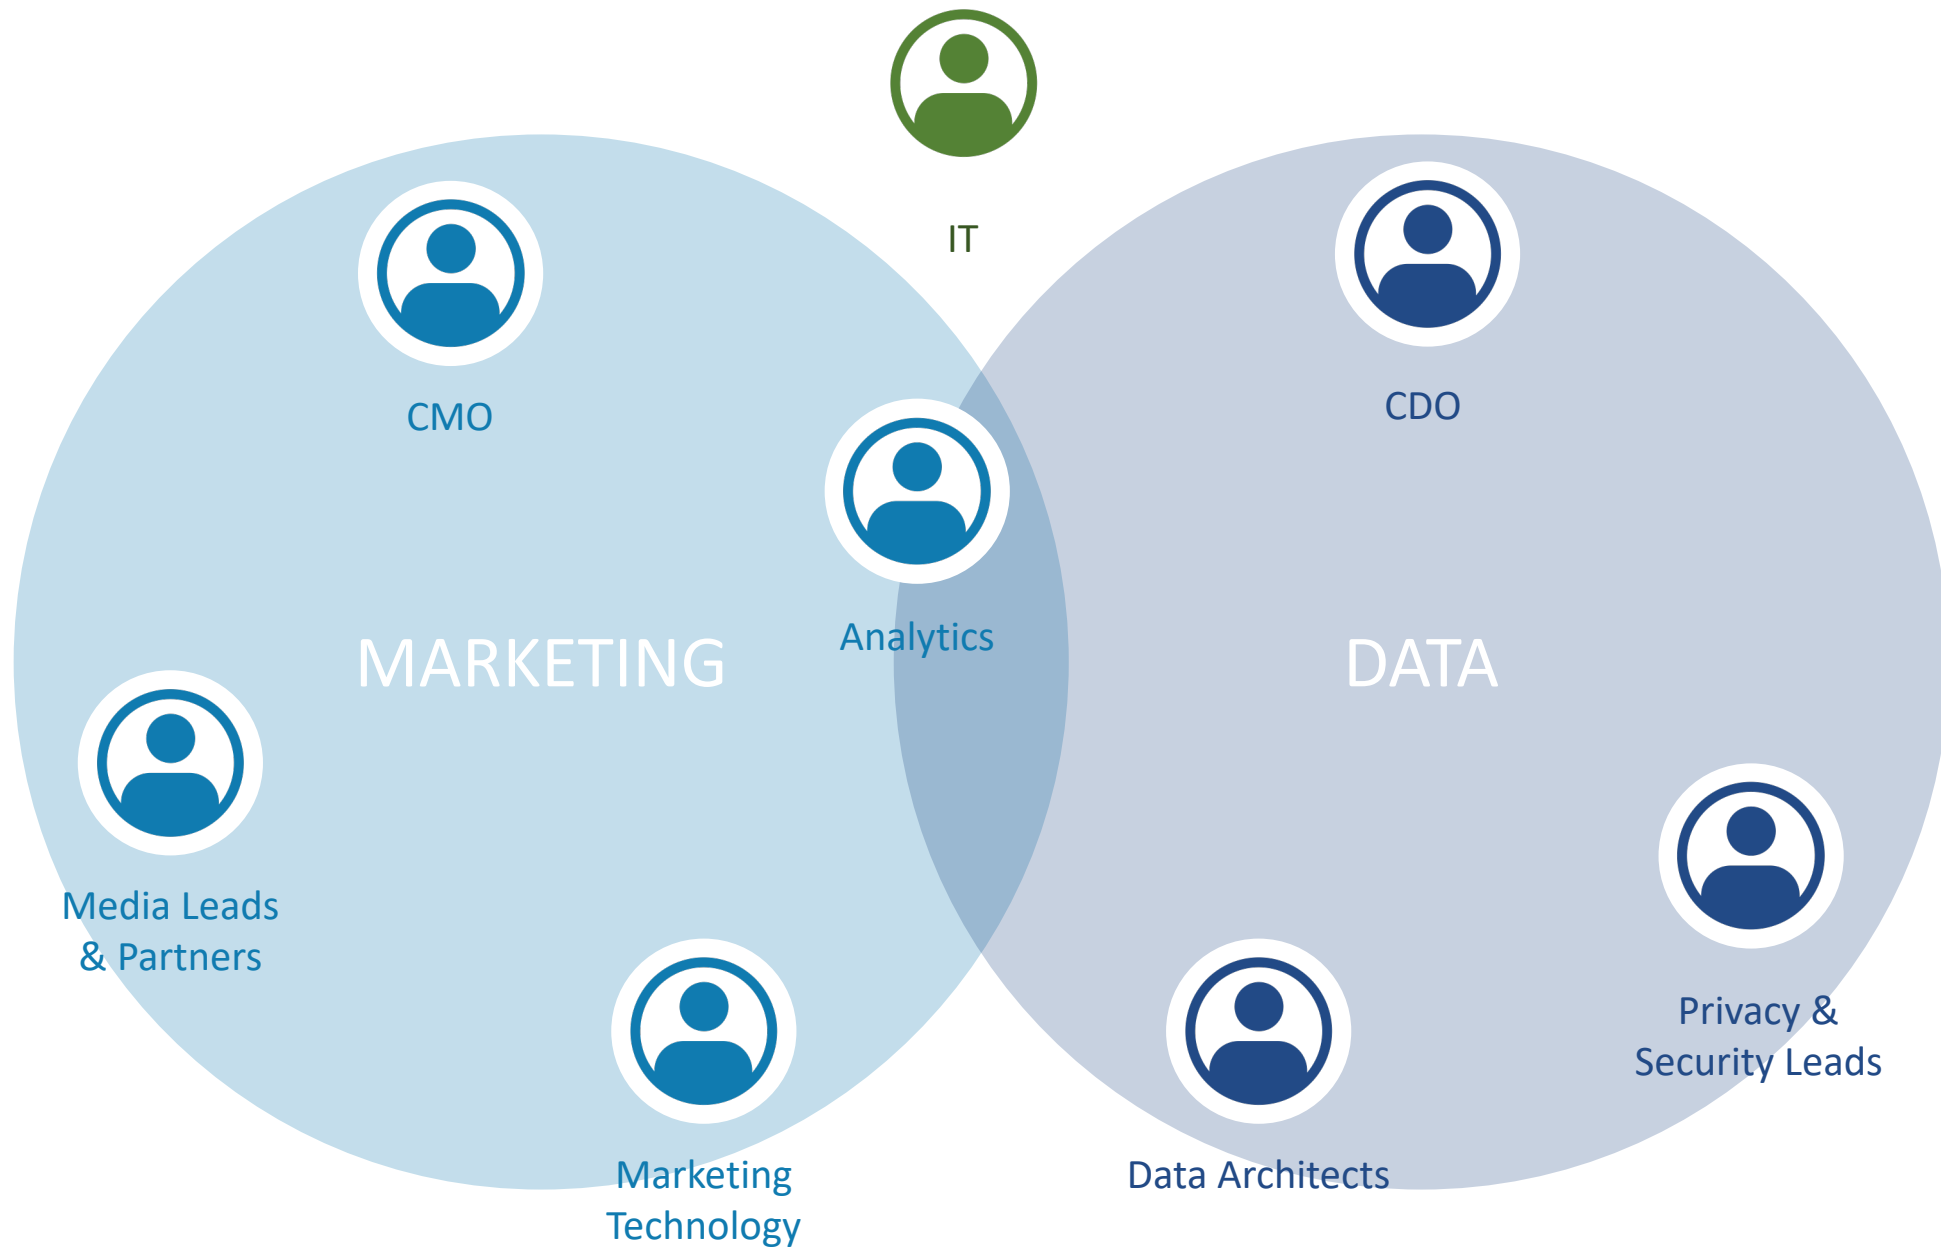 IT
CMO
CDO
Analytics
MARKETING
DATA
Media Leads
& Partners
Privacy &
Security Leads
Marketing
Technology
Data Architects